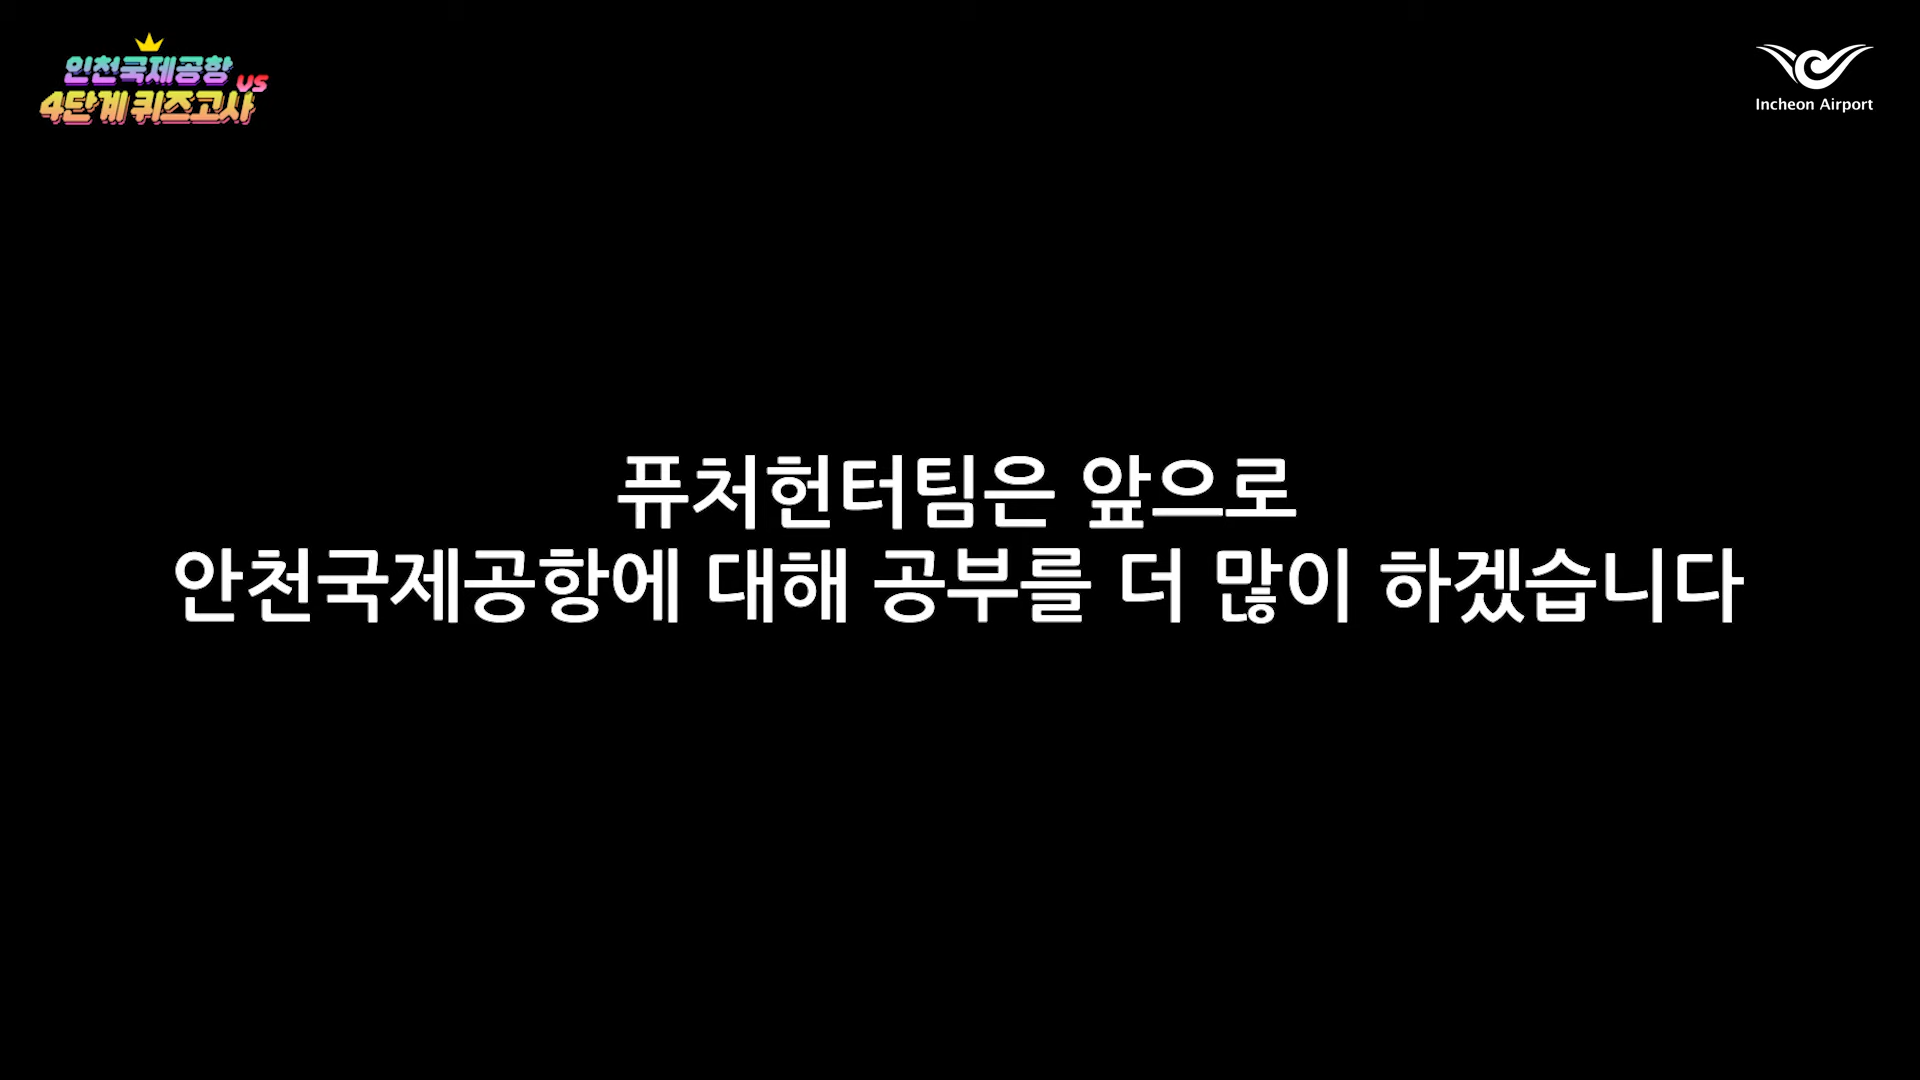 인천국제공항 vs
4단계 퀴즈고사
Incheon Airport
퓨처헌터팀은 앞으로
안천국제공항에 대해 공부를 더 많이 하겠습니다